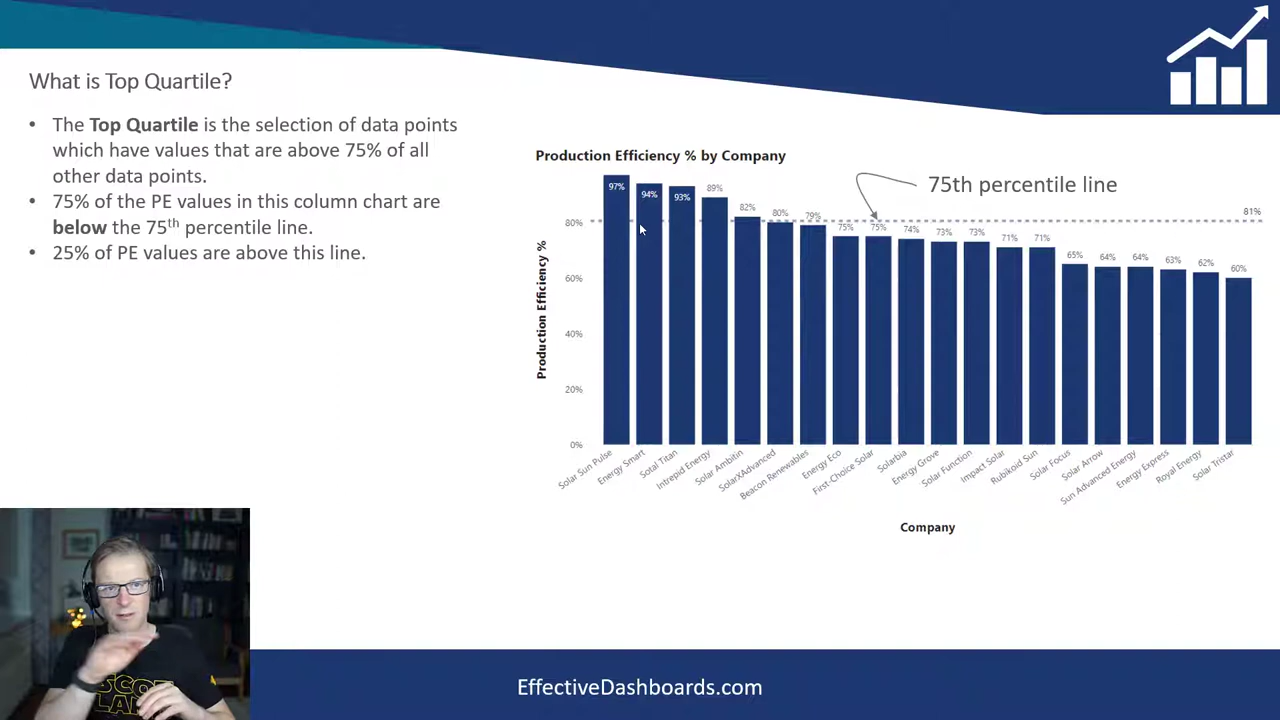 What is Top Quartile?
• The Top Quartile is the selection of data points
which have values that are above 75% of all
other data points.
• 75% of the PE values in this column chart are
below the 75th percentile line.
• 25% of PE values are above this line.
Production Efficiency % by Company
75th percentile line
81%
97%
94%
93%
89%
82%
80%
79%
75%
75%
74%
73%
73%
71%
71%
65%
64%
64%
63%
62%
60%
Production Efficiency %
80%
60%
40%
20%
0%
Solar Sun Pulse
Energy Smart
Sotal Titan
Intrepid Energy
Solar Ambitin
SolarXAdvanced
Beacon Renewables
Energy Eco
First-Choice Solar
Solarbia
Energy Grove
Solar Function
Impact Solar
Rubikoid Sun
Solar Focus
Solar Arrow
Sun Advanced Energy
Energy Express
Royal Energy
Solar Tristar
Company
EffectiveDashboards.com